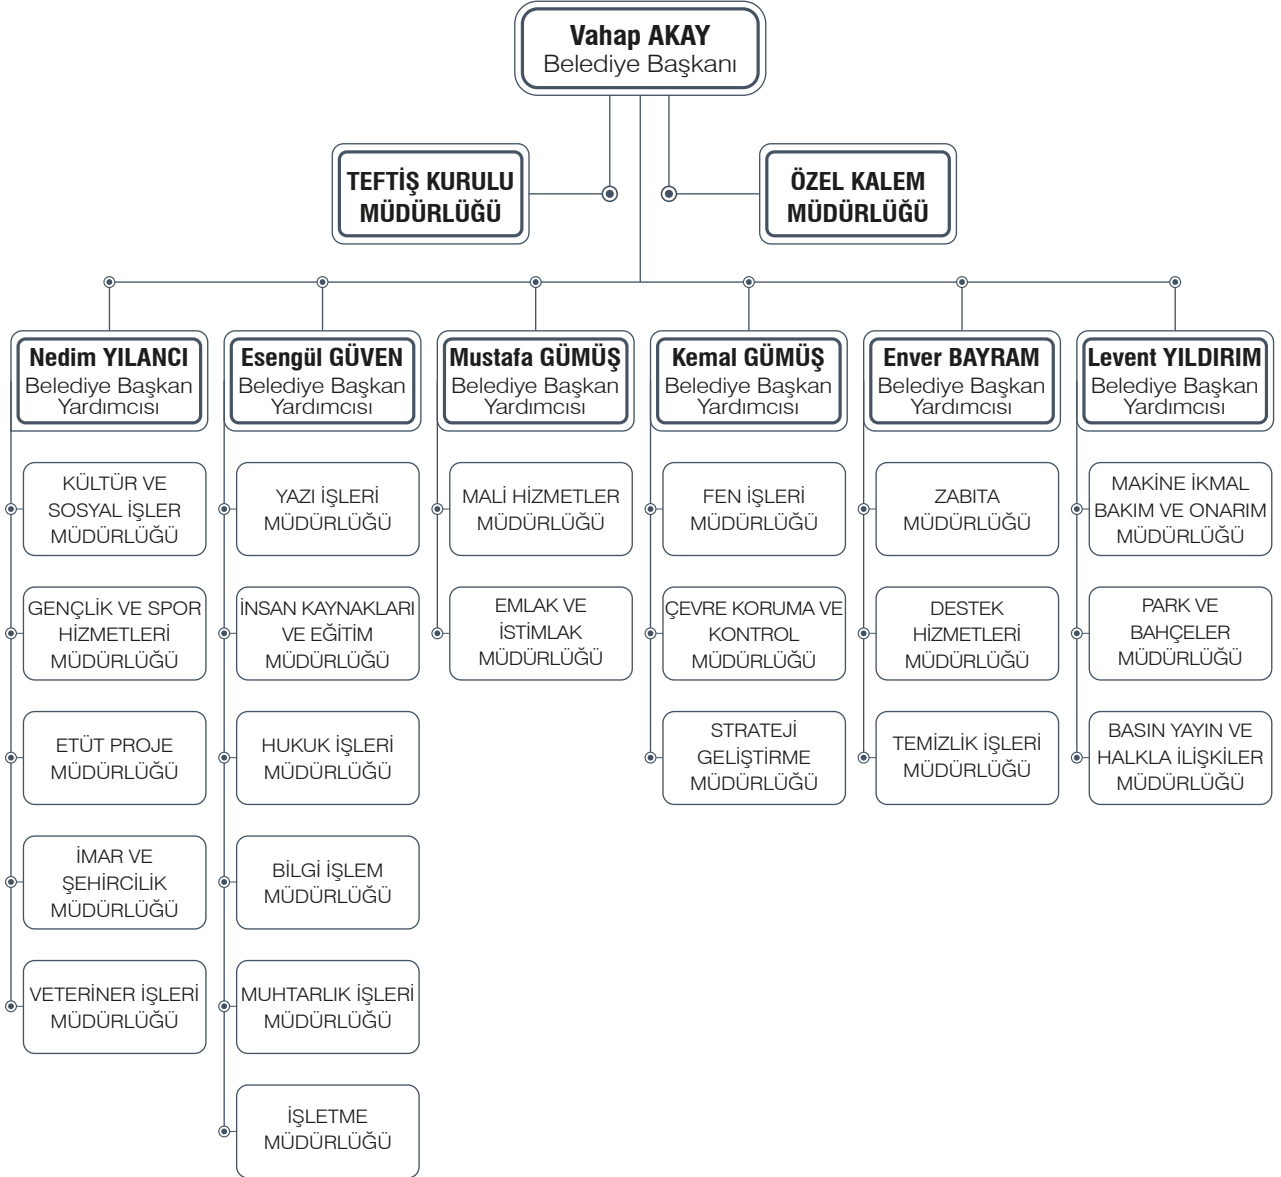 Vahap AKAY
Belediye Başkanı
TEFTİŞ KURULU
MÜDÜRLÜĞÜ
ÖZEL KALEM
MÜDÜRLÜĞÜ
Nedim YILANCI
Belediye Başkan
Yardımcısı
KÜLTÜR VE
SOSYAL İŞLER
MÜDÜRLÜĞÜ
GENÇLİK VE SPOR
HİZMETLERİ
MÜDÜRLÜĞÜ
ETÜT PROJE
MÜDÜRLÜĞÜ
İMAR VE
ŞEHİRCİLİK
MÜDÜRLÜĞÜ
VETERİNER İŞLERİ
MÜDÜRLÜĞÜ
Esengül GÜVEN
Belediye Başkan
Yardımcısı
YAZI İŞLERİ
MÜDÜRLÜĞÜ
İNSAN KAYNAKLARI
VE EĞİTİM
MÜDÜRLÜĞÜ
HUKUK İŞLERİ
MÜDÜRLÜĞÜ
BİLGİ İŞLEM
MÜDÜRLÜĞÜ
MUHTARLIK İŞLERİ
MÜDÜRLÜĞÜ
İŞLETME
MÜDÜRLÜĞÜ
Mustafa GÜMÜŞ
Belediye Başkan
Yardımcısı
MALİ HİZMETLER
MÜDÜRLÜĞÜ
EMLAK VE
İSTİMLAK
MÜDÜRLÜĞÜ
Kemal GÜMÜŞ
Belediye Başkan
Yardımcısı
FEN İŞLERİ
MÜDÜRLÜĞÜ
ÇEVRE KORUMA VE
KONTROL
MÜDÜRLÜĞÜ
STRATEJİ
GELİŞTİRME
MÜDÜRLÜĞÜ
Enver BAYRAM
Belediye Başkan
Yardımcısı
ZABITA
MÜDÜRLÜĞÜ
DESTEK
HİZMETLERİ
MÜDÜRLÜĞÜ
TEMİZLİK İŞLERİ
MÜDÜRLÜĞÜ
Levent YILDIRIM
Belediye Başkan
Yardımcısı
MAKİNE İKMAL
BAKIM VE ONARIM
MÜDÜRLÜĞÜ
PARK VE
BAHÇELER
MÜDÜRLÜĞÜ
BASIN YAYIN VE
HALKLA İLİŞKİLER
MÜDÜRLÜĞÜ